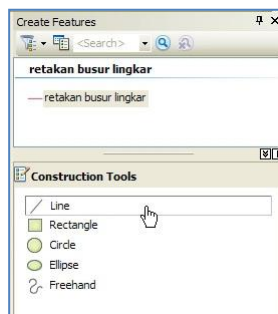 Create Features
<Search>
retakan busur lingkar
retakan busur lingkar
Construction Tools
Line
Rectangle
Circle
Ellipse
Freehand